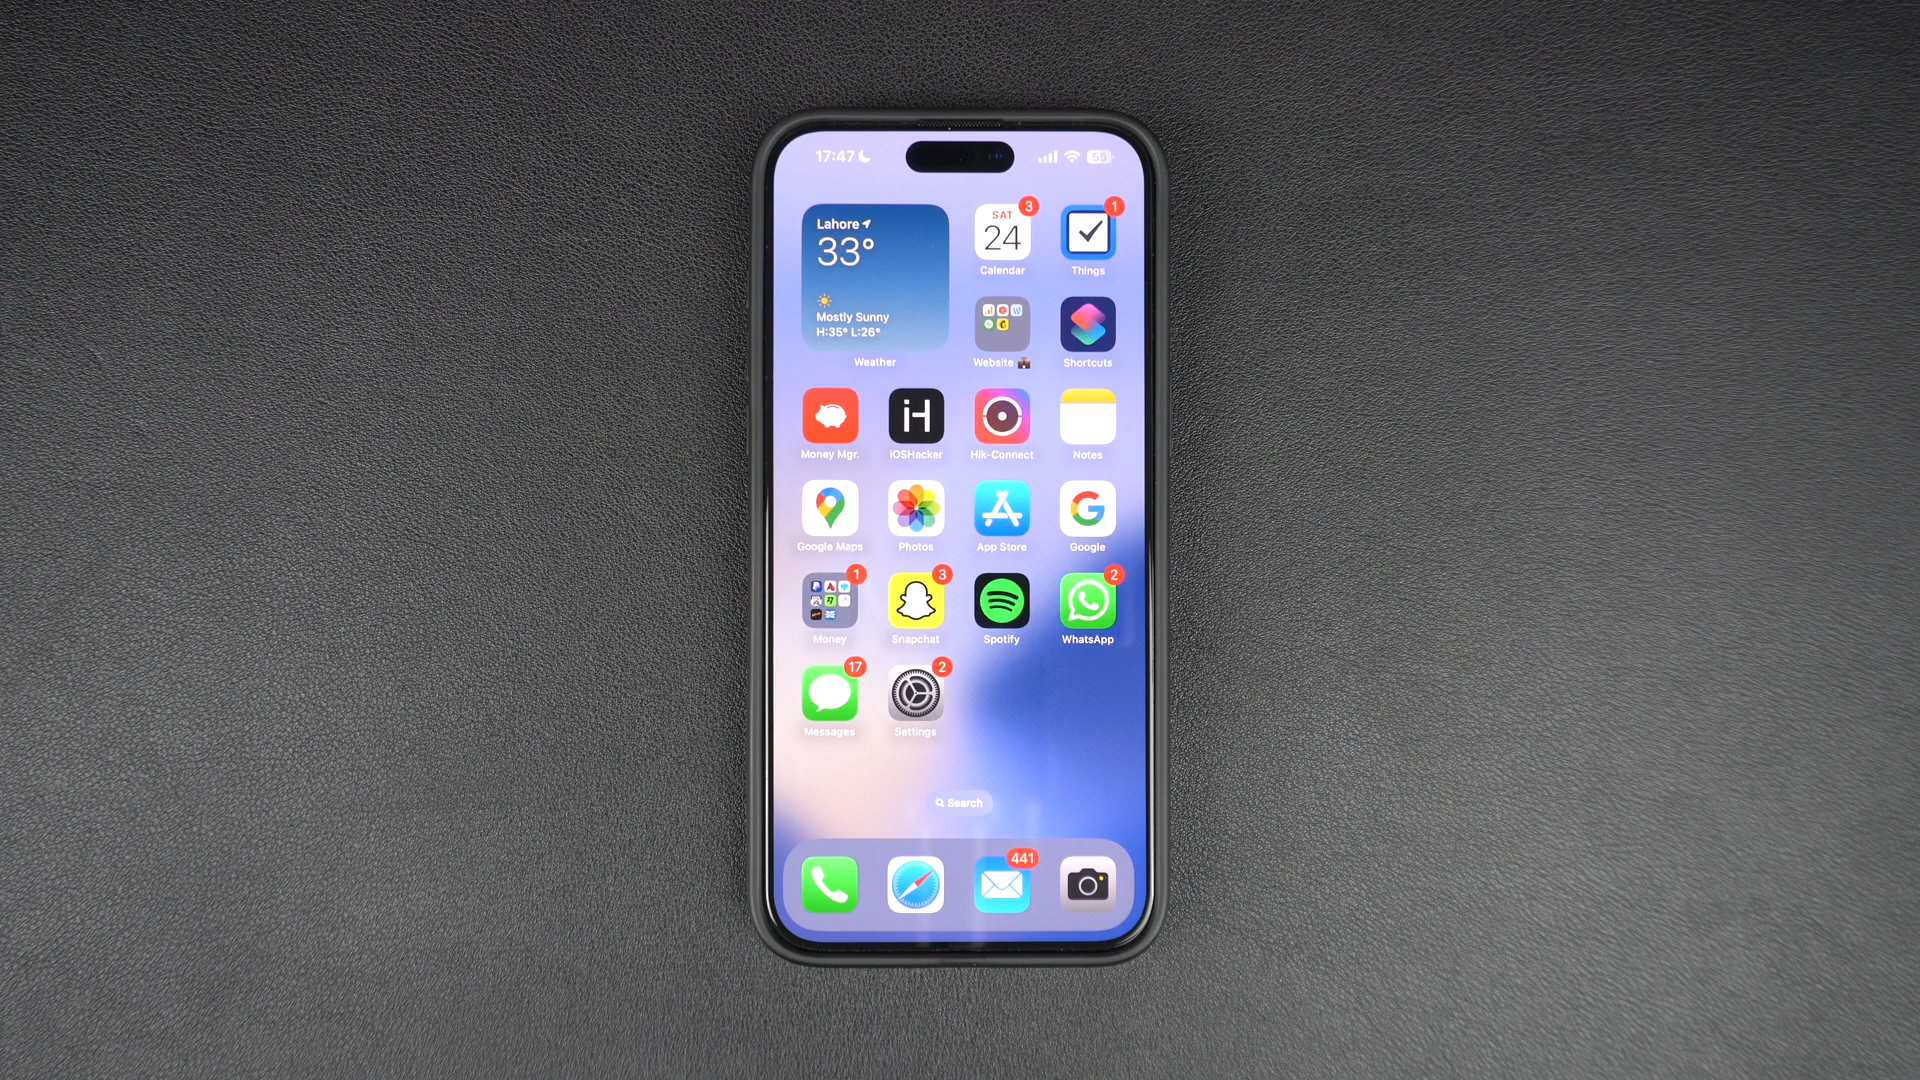 17:47
56
Lahore
33°
Mostly Sunny
H:35° L:26°
Weather
3
SAT
24
Calendar
1
Things
Website
Shortcuts
Money Mgr.
iH
iOSHacker
Hik-Connect
Notes
Google Maps
Photos
App Store
G
Google
1
Money
3
Snapchat
Spotify
2
WhatsApp
17
Messages
2
Settings
Search
441